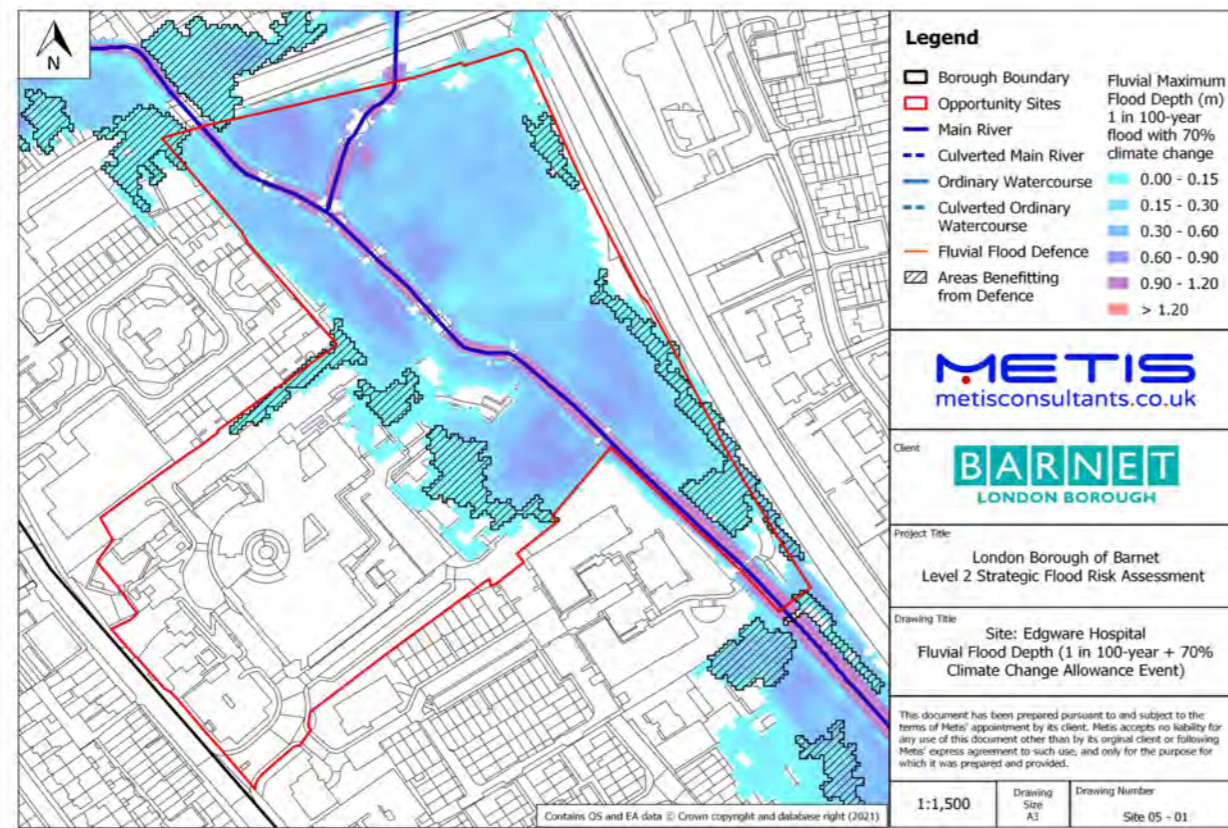 N
Contains OS and EA data © Crown copyright and database right (2021)
Legend
Borough Boundary
Opportunity Sites
Main River
Culverted Main River
Ordinary Watercourse
Culverted Ordinary
Watercourse
Fluvial Flood Defence
Areas Benefitting
from Defence
Fluvial Maximum
Flood Depth (m)
1 in 100-year
flood with 70%
climate change
0.00 - 0.15
0.15 - 0.30
0.30 - 0.60
0.60 - 0.90
0.90 - 1.20
> 1.20
METIS
metisconsultants.co.uk
Client
BARNET
LONDON BOROUGH
Project Title
London Borough of Barnet
Level 2 Strategic Flood Risk Assessment
Drawing Title
Site: Edgware Hospital
Fluvial Flood Depth (1 in 100-year + 70%
Climate Change Allowance Event)
This document has been prepared pursuant to and subject to the
terms of Metis' appointment by its client. Metis accepts no liability for
any use of this document other than by its orginal client or following
Metis' express agreement to such use, and only for the purpose for
which it was prepared and provided.
1:1,500
Drawing
Size
A3
Drawing Number
Site 05 - 01